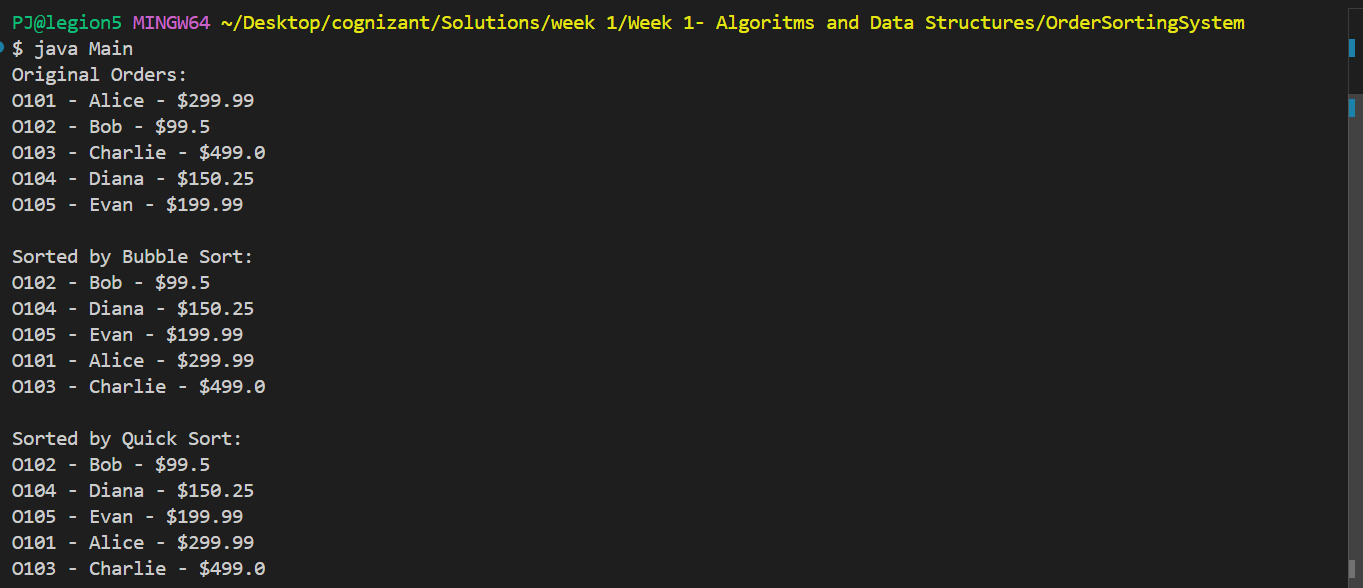 PJ@legion5 MINGW64 ~/Desktop/cognizant/Solutions/week 1/Week 1- Algoritms and Data Structures/OrderSortingSystem
$ java Main
Original Orders:
O101 - Alice - $299.99
O102 - Bob - $99.5
O103 - Charlie - $499.0
O104 - Diana - $150.25
O105 - Evan - $199.99

Sorted by Bubble Sort:
O102 - Bob - $99.5
O104 - Diana - $150.25
O105 - Evan - $199.99
O101 - Alice - $299.99
O103 - Charlie - $499.0

Sorted by Quick Sort:
O102 - Bob - $99.5
O104 - Diana - $150.25
O105 - Evan - $199.99
O101 - Alice - $299.99
O103 - Charlie - $499.0